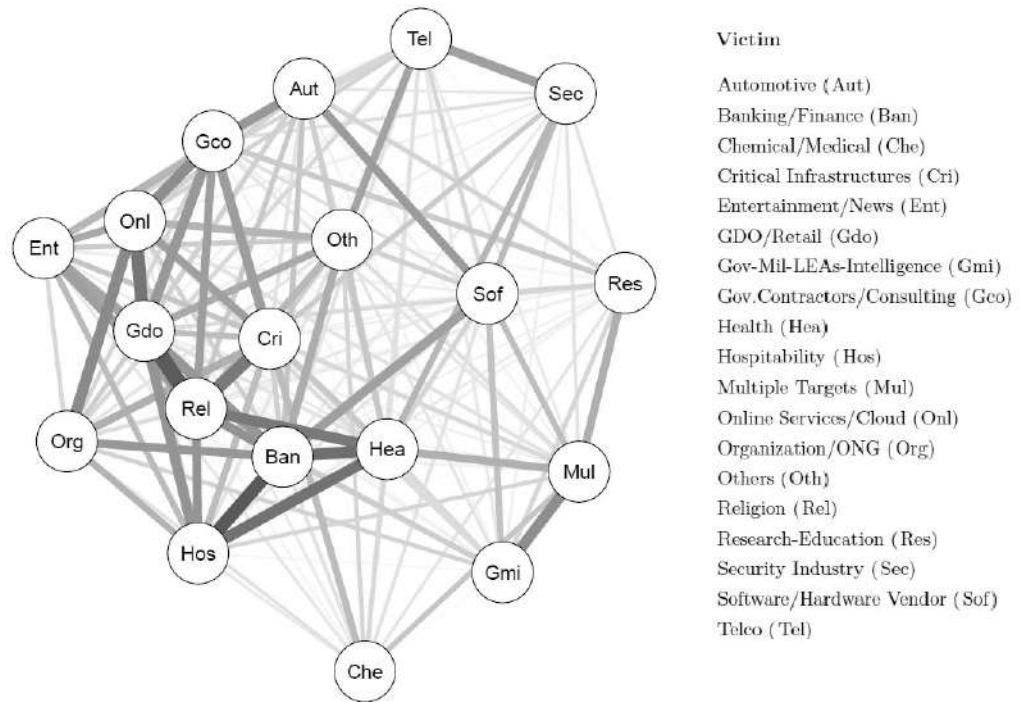 Tel
Aut
Sec
Gco
Onl
Ent
Oth
Res
Sof
Gdo
Cri
Rel
Org
Ban
Hea
Mul
Hos
Gmi
Che
Victim
Automotive (Aut)
Banking/Finance (Ban)
Chemical/Medical (Che)
Critical Infrastructures (Cri)
Entertainment/News (Ent)
GDO/Retail (Gdo)
Gov-Mil-LEAs-Intelligence (Gmi)
Gov.Contractors/Consulting (Gco)
Health (Hea)
Hospitability (Hos)
Multiple Targets (Mul)
Online Services/Cloud (Onl)
Organization/ONG (Org)
Others (Oth)
Religion (Rel)
Research-Education (Res)
Security Industry (Sec)
Software/Hardware Vendor (Sof)
Telco (Tel)